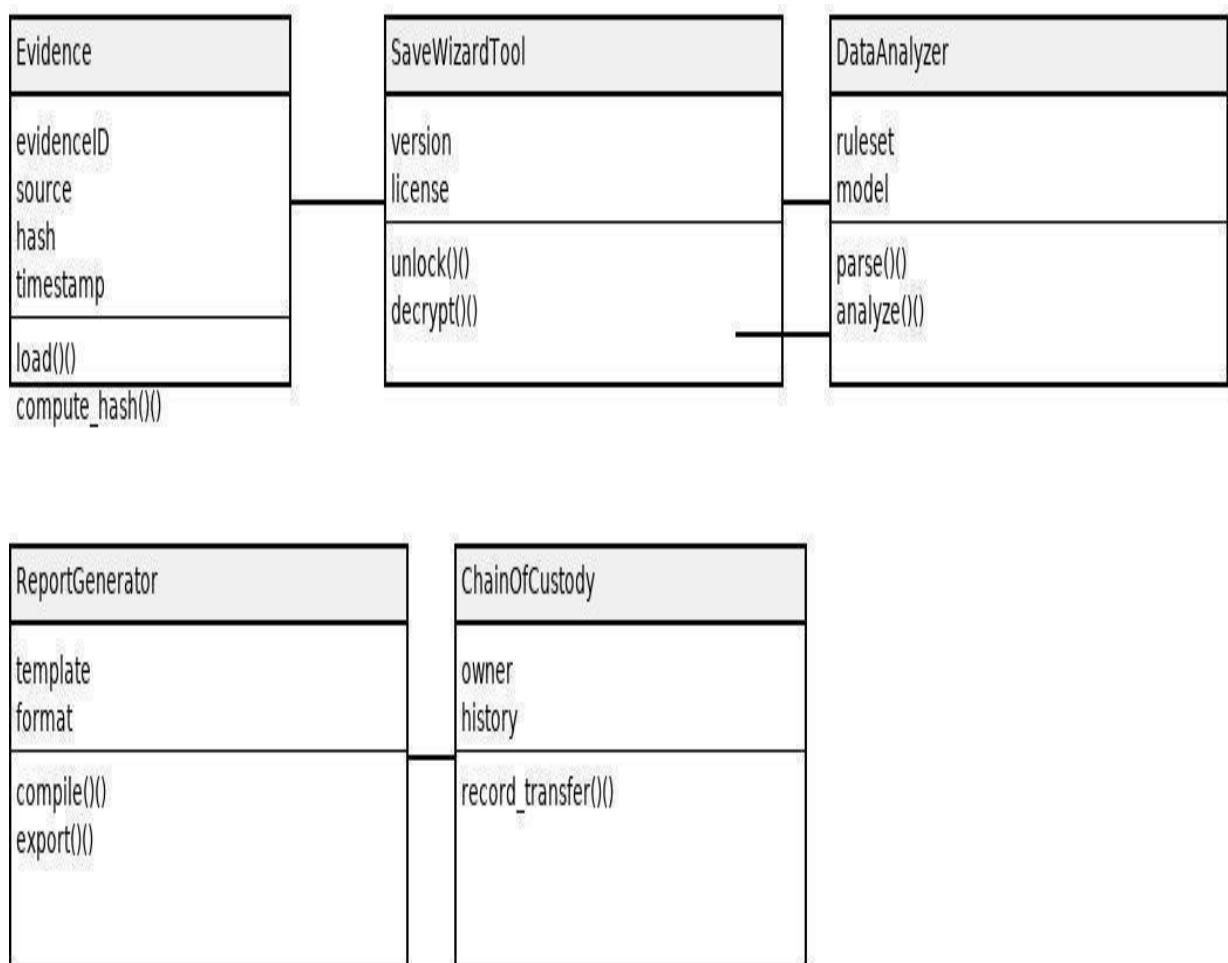 Evidence
evidenceID
source
hash
timestamp
load()()
compute_hash()()
SaveWizardTool
version
license
unlock()()
decrypt()()
DataAnalyzer
ruleset
model
parse()()
analyze()()
ReportGenerator
template
format
compile()()
export()()
ChainOfCustody
owner
history
record_transfer()()